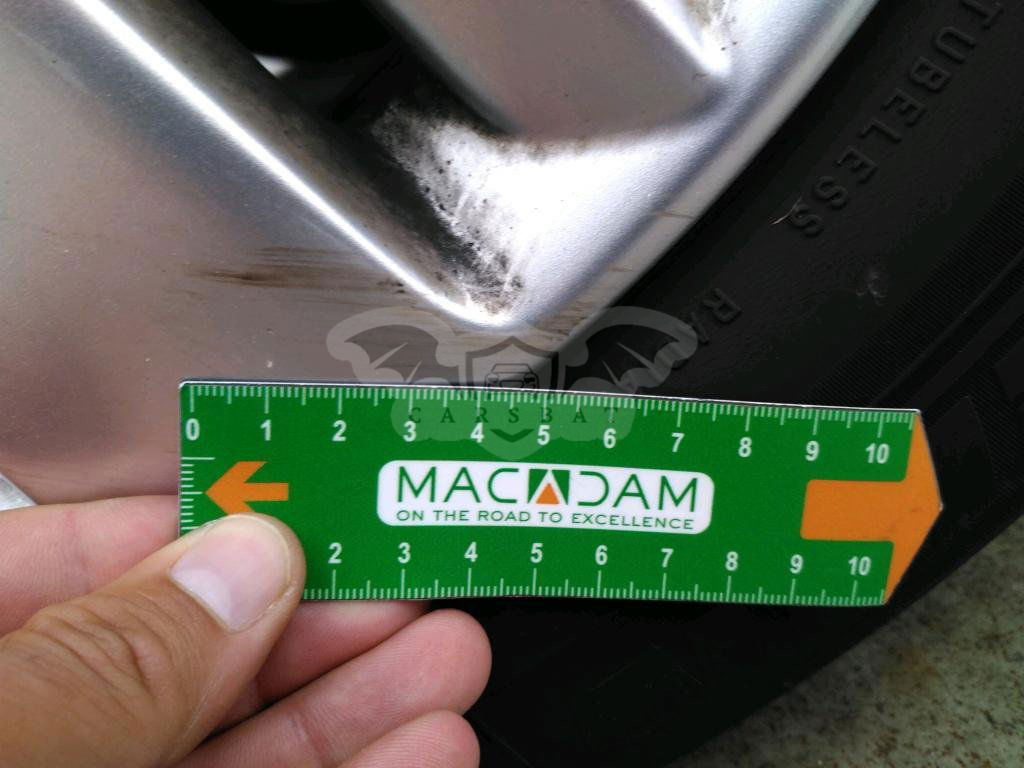 TUBELESS
RADIAL
CARSBAT
0 1 2 3 4 5 6 7 8 9 10
MACADAM
ON THE ROAD TO EXCELLENCE
2 3 4 5 6 7 8 9 10